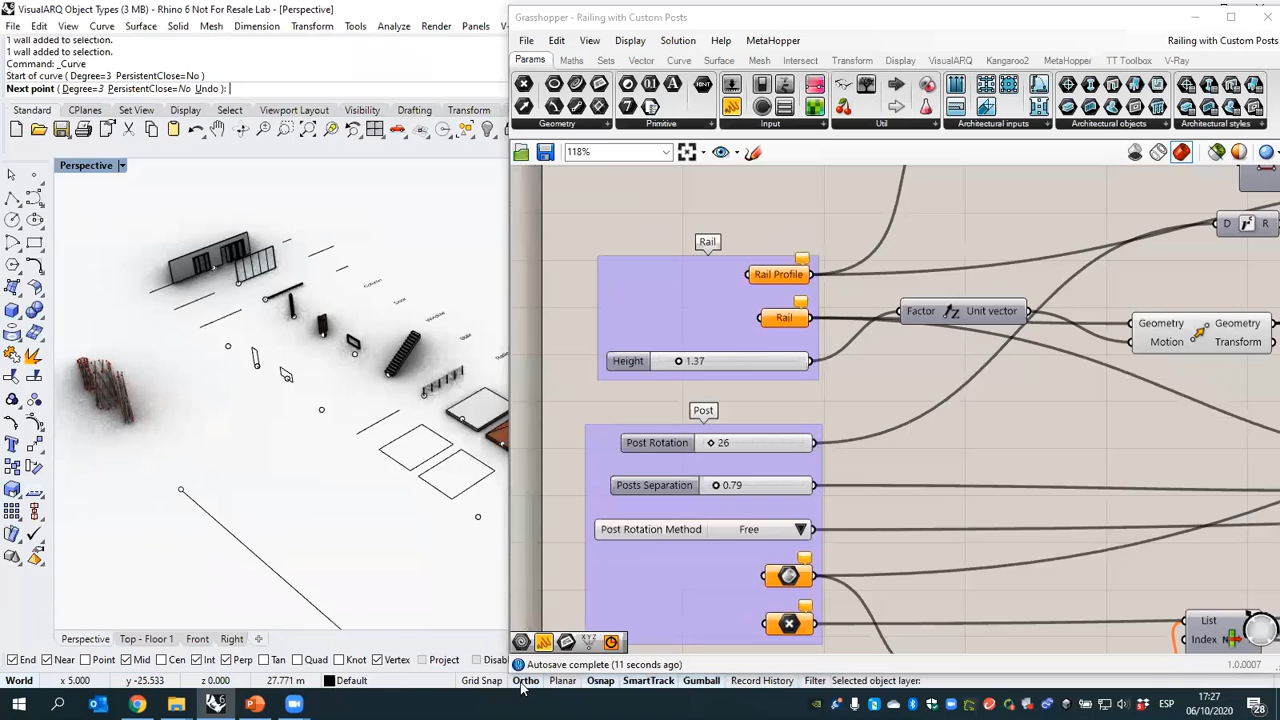 VisualARQ Object Types (3 MB) - Rhino 6 Not For Resale Lab - [Perspective]
File Edit View Curve Surface Solid Mesh Dimension Transform Tools Analyze Render Panels
1 wall added to selection.
1 wall added to selection.
Command: _Curve
Start of curve ( Degree=3 PersistentClose=No )
Next point ( Degree=3 PersistentClose=No Undo ):
Standard CPlanes Set View Display Select Viewport Layout Visibility Drafting Transform
Perspective
Perspective Top - Floor 1 Front Right
End Near Point Mid Cen Int Perp Tan Quad Knot Vertex Project Disab
World x 5.000 y -25.533 z 0.000 27.771 m Default Grid Snap Ortho Planar Osnap SmartTrack Gumball Record History Filter Selected object layer:
Grasshopper - Railing with Custom Posts
File Edit View Display Solution Help MetaHopper Railing with Custom Posts
Params Maths Sets Vector Curve Surface Mesh Intersect Transform Display VisualARQ Kangaroo2 MetaHopper TT Toolbox V-Ray
Geometry Primitive Input Util Architectural inputs Architectural objects Architectural styles
118%
Rail
Rail Profile
Rail
Height 1.37
Factor Unit vector
D R
Geometry Geometry
Motion Transform
Post
Post Rotation 26
Posts Separation 0.79
Post Rotation Method Free
List
Index
XYZ
Autosave complete (11 seconds ago)
1.0.0007
ESP
17:27
06/10/2020
28